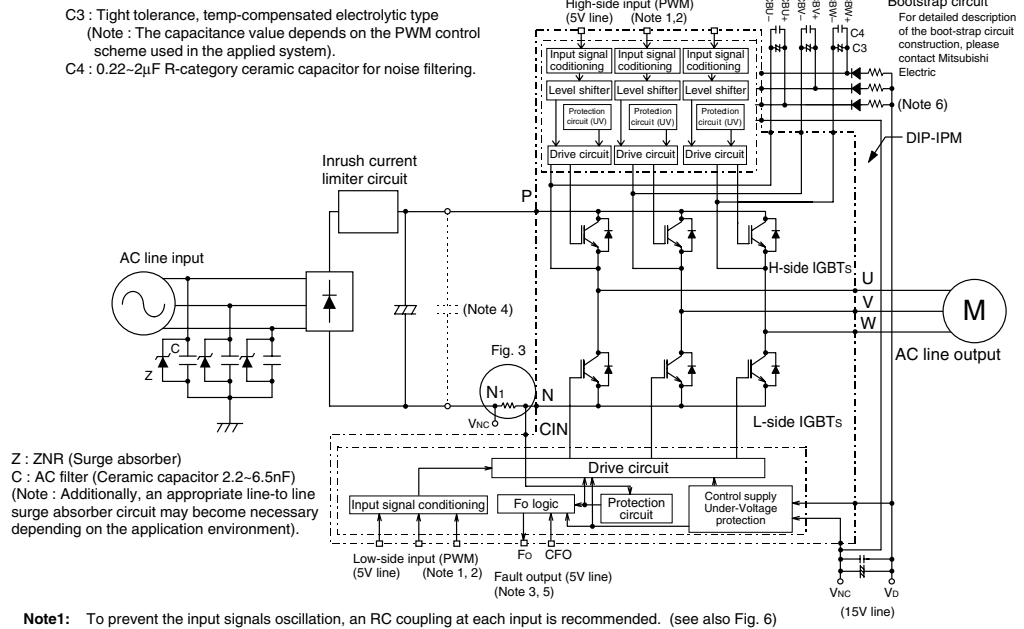 C3 : Tight tolerance, temp-compensated electrolytic type
(Note : The capacitance value depends on the PWM control
scheme used in the applied system).
C4 : 0.22~2μF R-category ceramic capacitor for noise filtering.
High-side input (PWM)
(5V line) (Note 1,2)
CBU–
CBU+
CBV–
CBV+
CBW–
CBW+
C4
C3
Bootstrap circuit
For detailed description
of the boot-strap circuit
construction, please
contact Mitsubishi
Electric
(Note 6)
DIP-IPM
Input signal coditioning
Input signal coditioning
Input signal coditioning
Level shifter
Level shifter
Level shifter
Protection circuit (UV)
Protection circuit (UV)
Protection circuit (UV)
Drive circuit
Drive circuit
Drive circuit
Inrush current
limiter circuit
P
AC line input
H-side IGBTs
U
V
W
M
AC line output
(Note 4)
C
Z
Fig. 3
N1
N
VNC
CIN
L-side IGBTs
Z : ZNR (Surge absorber)
C : AC filter (Ceramic capacitor 2.2~6.5nF)
(Note : Additionally, an appropriate line-to line
surge absorber circuit may become necessary
depending on the application environment).
Drive circuit
Input signal conditioning
Fo logic
Protection
circuit
Control supply
Under-Voltage
protection
Low-side input (PWM)
(5V line) (Note 1, 2)
FO CFO
Fault output (5V line)
(Note 3, 5)
VNC VD
(15V line)
Note1: To prevent the input signals oscillation, an RC coupling at each input is recommended. (see also Fig. 6)